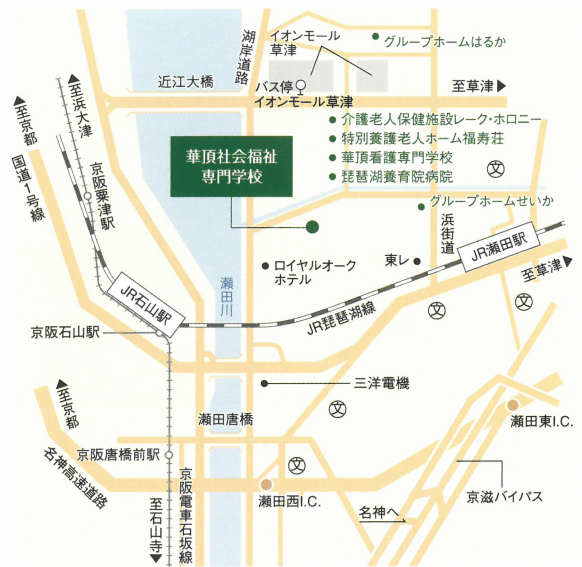 湖岸道路
イオンモール
草津
グループホームはるか
近江大橋
バス停
イオンモール草津
至草津
至浜大津
至京都
国道1号線
京阪粟津駅
華頂社会福祉
専門学校
介護老人保健施設レーク・ホロニー
特別養護老人ホーム福寿荘
華頂看護専門学校
琵琶湖養育院病院
文
グループホームせいか
浜街道
JR瀬田駅
至草津
ロイヤルオーク
ホテル
東レ
瀬田川
JR石山駅
JR琵琶湖線
文
文
京阪石山駅
三洋電機
至京都
瀬田唐橋
文
瀬田東I.C.
京阪唐橋前駅
名神高速道路
文
瀬田西I.C.
京滋バイパス
名神へ
至石山寺
京阪電車石坂線